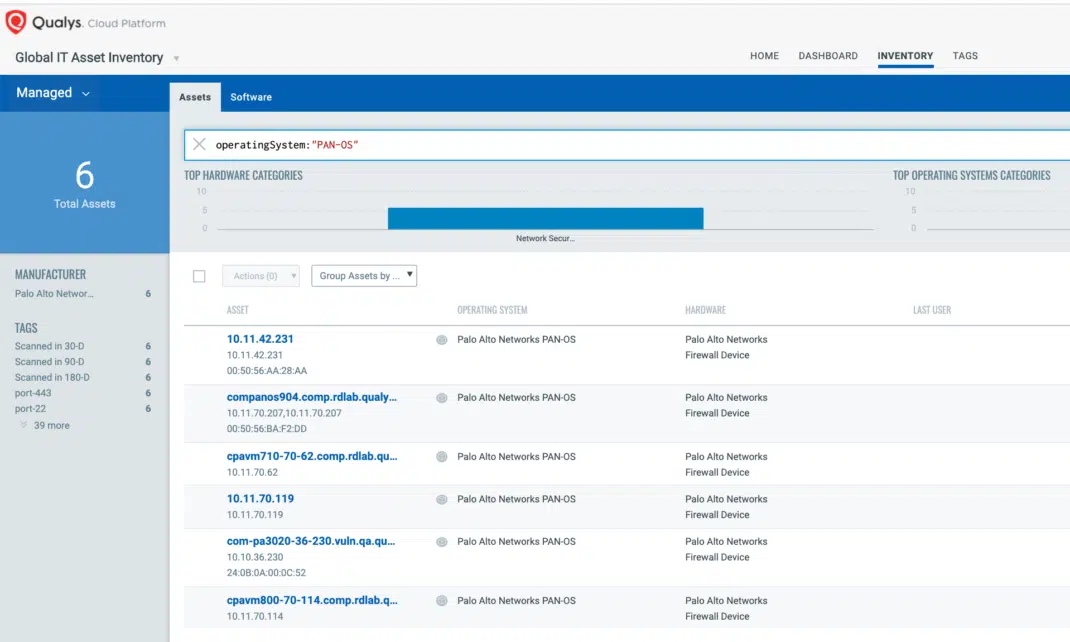 Qualys. Cloud Platform
Global IT Asset Inventory
HOME DASHBOARD INVENTORY TAGS
Managed
Assets Software
6
Total Assets
operatingSystem:"PAN-OS"
TOP HARDWARE CATEGORIES
10
5
0
Network Secur...
TOP OPERATING SYSTEMS CATEGORIES
10
5
0
MANUFACTURER
Palo Alto Networ... 6
TAGS
Scanned in 30-D 6
Scanned in 90-D 6
Scanned in 180-D 6
port-443 6
port-22 6
39 more
Actions (0) Group Assets by ...
ASSET OPERATING SYSTEM HARDWARE LAST USER
10.11.42.231 Palo Alto Networks PAN-OS Palo Alto Networks
10.11.42.231 Firewall Device
00:50:56:AA:28:AA
companos904.comp.rdlab.qualy... Palo Alto Networks PAN-OS Palo Alto Networks
10.11.70.207,10.11.70.207 Firewall Device
00:50:56:BA:F2:DD
cpavm710-70-62.comp.rdlab.qu... Palo Alto Networks PAN-OS Palo Alto Networks
10.11.70.62 Firewall Device
10.11.70.119 Palo Alto Networks PAN-OS Palo Alto Networks
10.11.70.119 Firewall Device
com-pa3020-36-230.vuln.qa.qu... Palo Alto Networks PAN-OS Palo Alto Networks
10.10.36.230 Firewall Device
24:0B:0A:00:0C:52
cpavm800-70-114.comp.rdlab.q... Palo Alto Networks PAN-OS Palo Alto Networks
10.11.70.114 Firewall Device